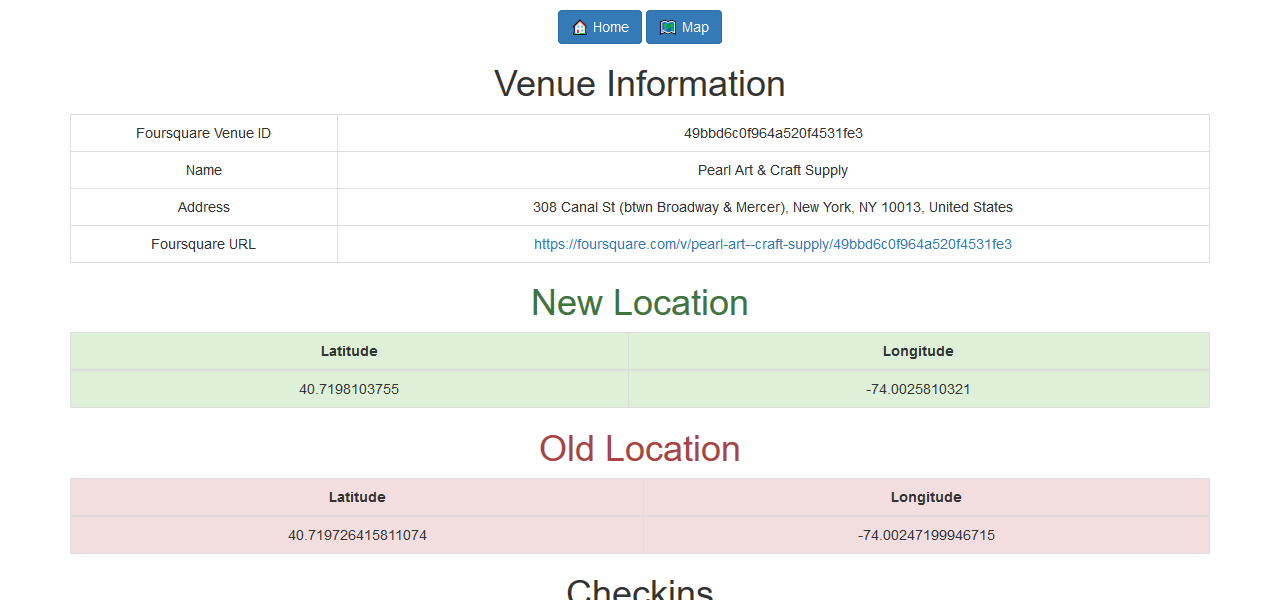 Home Map
Venue Information
Foursquare Venue ID 49bbd6c0f964a520f4531fe3
Name Pearl Art & Craft Supply
Address 308 Canal St (btwn Broadway & Mercer), New York, NY 10013, United States
Foursquare URL https://foursquare.com/v/pearl-art--craft-supply/49bbd6c0f964a520f4531fe3
New Location
Latitude Longitude
40.7198103755 -74.0025810321
Old Location
Latitude Longitude
40.719726415811074 -74.00247199946715
Checkins